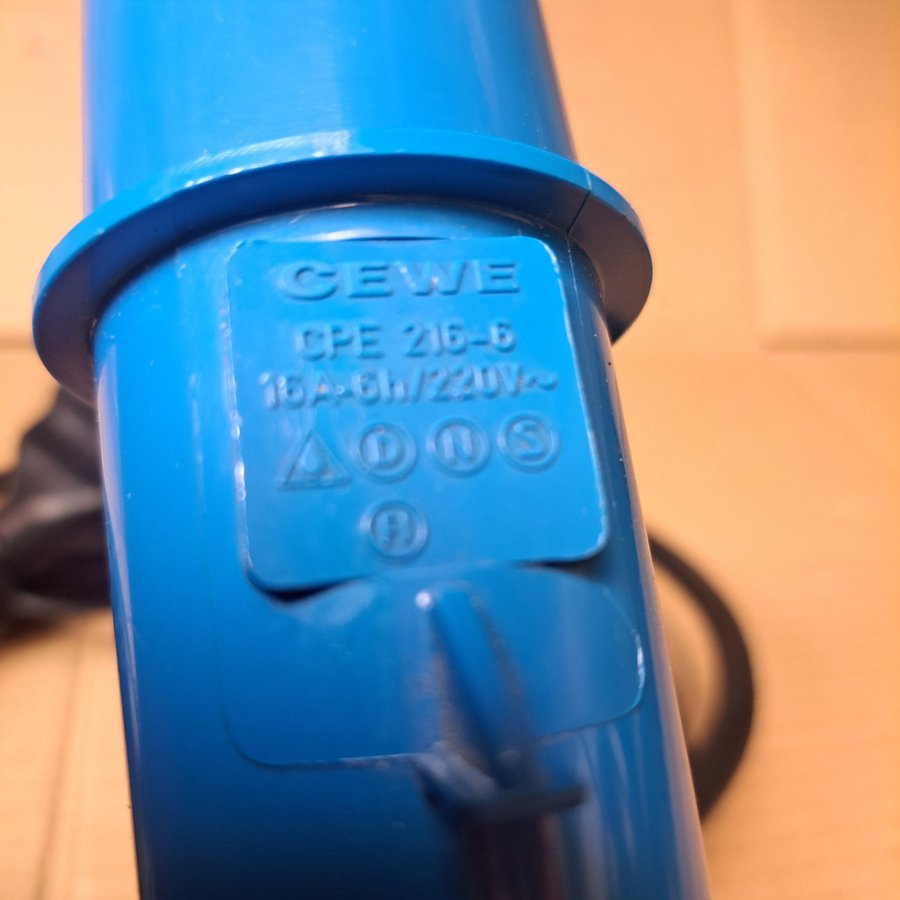 CEWE
CPE 216-6
16A-6h/220V~
D N S